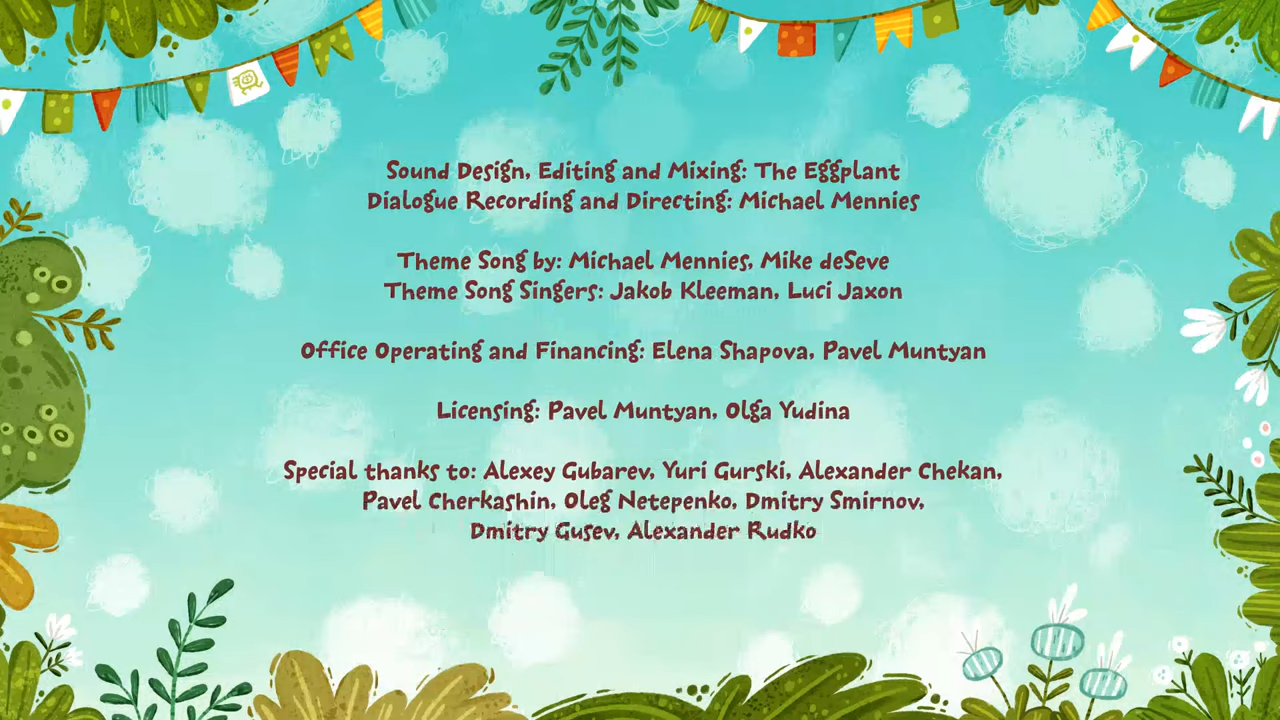 Sound Design, Editing and Mixing: The Eggplant
Dialogue Recording and Directing: Michael Mennies
Theme Song by: Michael Mennies, Mike deSeve
Theme Song Singers: Jakob Kleeman, Luci Jaxon
Office Operating and Financing: Elena Shapova, Pavel Muntyan
Licensing: Pavel Muntyan, Olga Yudina
Special thanks to: Alexey Gubarev, Yuri Gurski, Alexander Chekan,
Pavel Cherkashin, Oleg Netepenko, Dmitry Smirnov,
Dmitry Gusev, Alexander Rudko